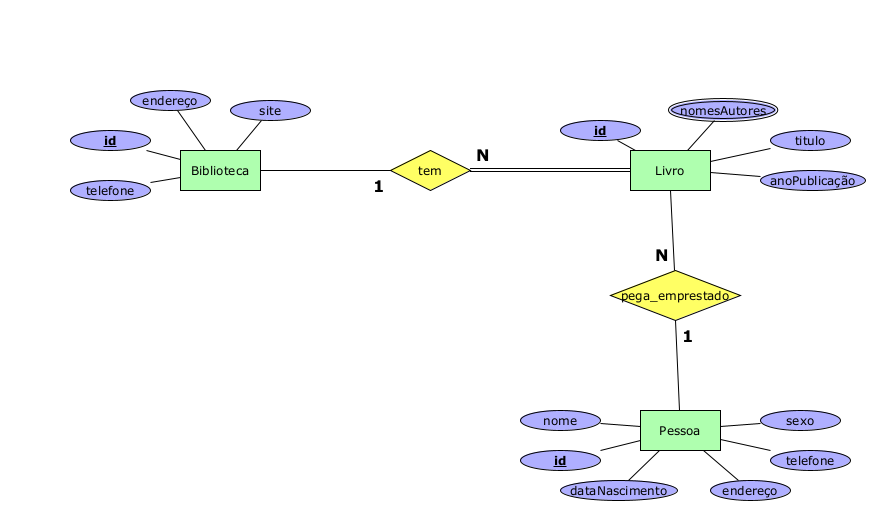 endereço
site
nomesAutores
id
id
titulo
Biblioteca
tem
N
Livro
1
telefone
anoPublicação
N
pega_emprestado
1
nome
sexo
Pessoa
id
telefone
dataNascimento
endereço